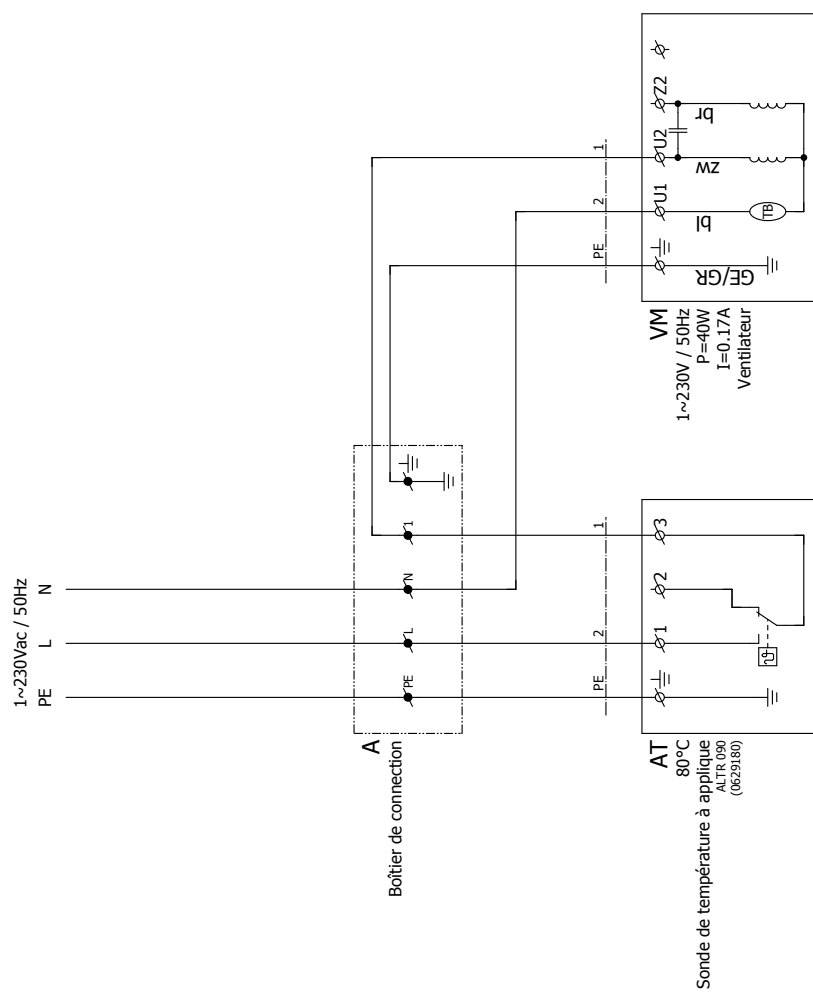 1~230Vac / 50Hz
PE
L
N
A
Boîtier de connection
PE
L
N
1
PE
2
1
PE
2
1
AT
80°C
Sonde de température à applique
ALTR 090
(0629180)
1
2
3
ϑ
VM
1~230V / 50Hz
P=40W
I=0.17A
Ventilateur
U1
U2
Z2
GE/GR
bl
zw
br
TB